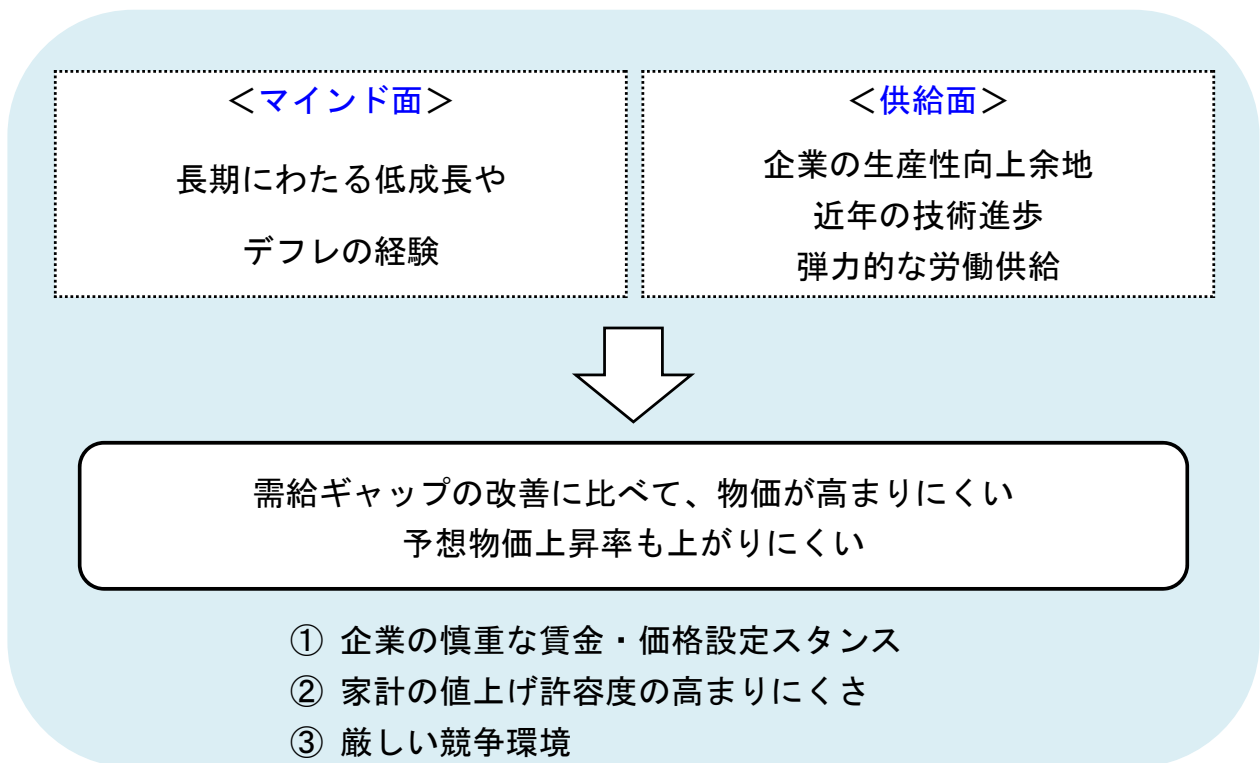 ＜マインド面＞
長期にわたる低成長や
デフレの経験
＜供給面＞
企業の生産性向上余地
近年の技術進歩
弾力的な労働供給
需給ギャップの改善に比べて、物価が高まりにくい
予想物価上昇率も上がりにくい
① 企業の慎重な賃金・価格設定スタンス
② 家計の値上げ許容度の高まりにくさ
③ 厳しい競争環境